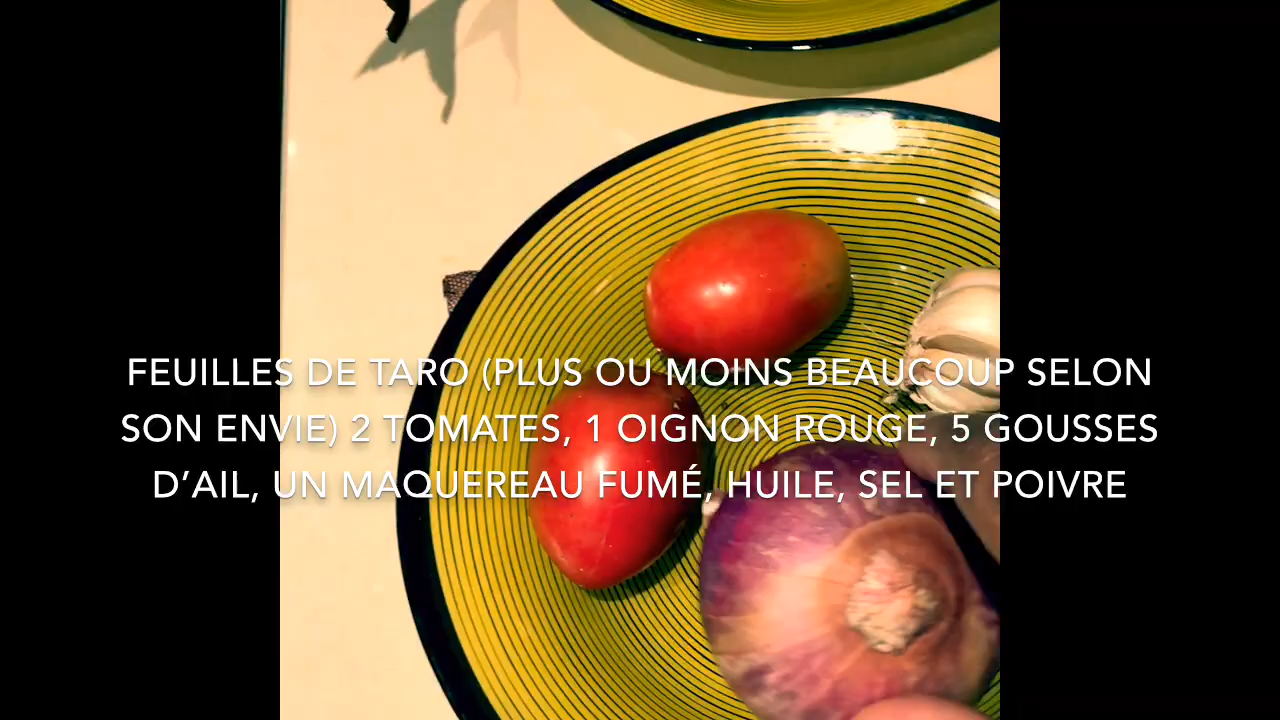 FEUILLES DE TARO (PLUS OU MOINS BEAUCOUP SELON
SON ENVIE) 2 TOMATES, 1 OIGNON ROUGE, 5 GOUSSES
D’AIL, UN MAQUEREAU FUMÉ, HUILE, SEL ET POIVRE